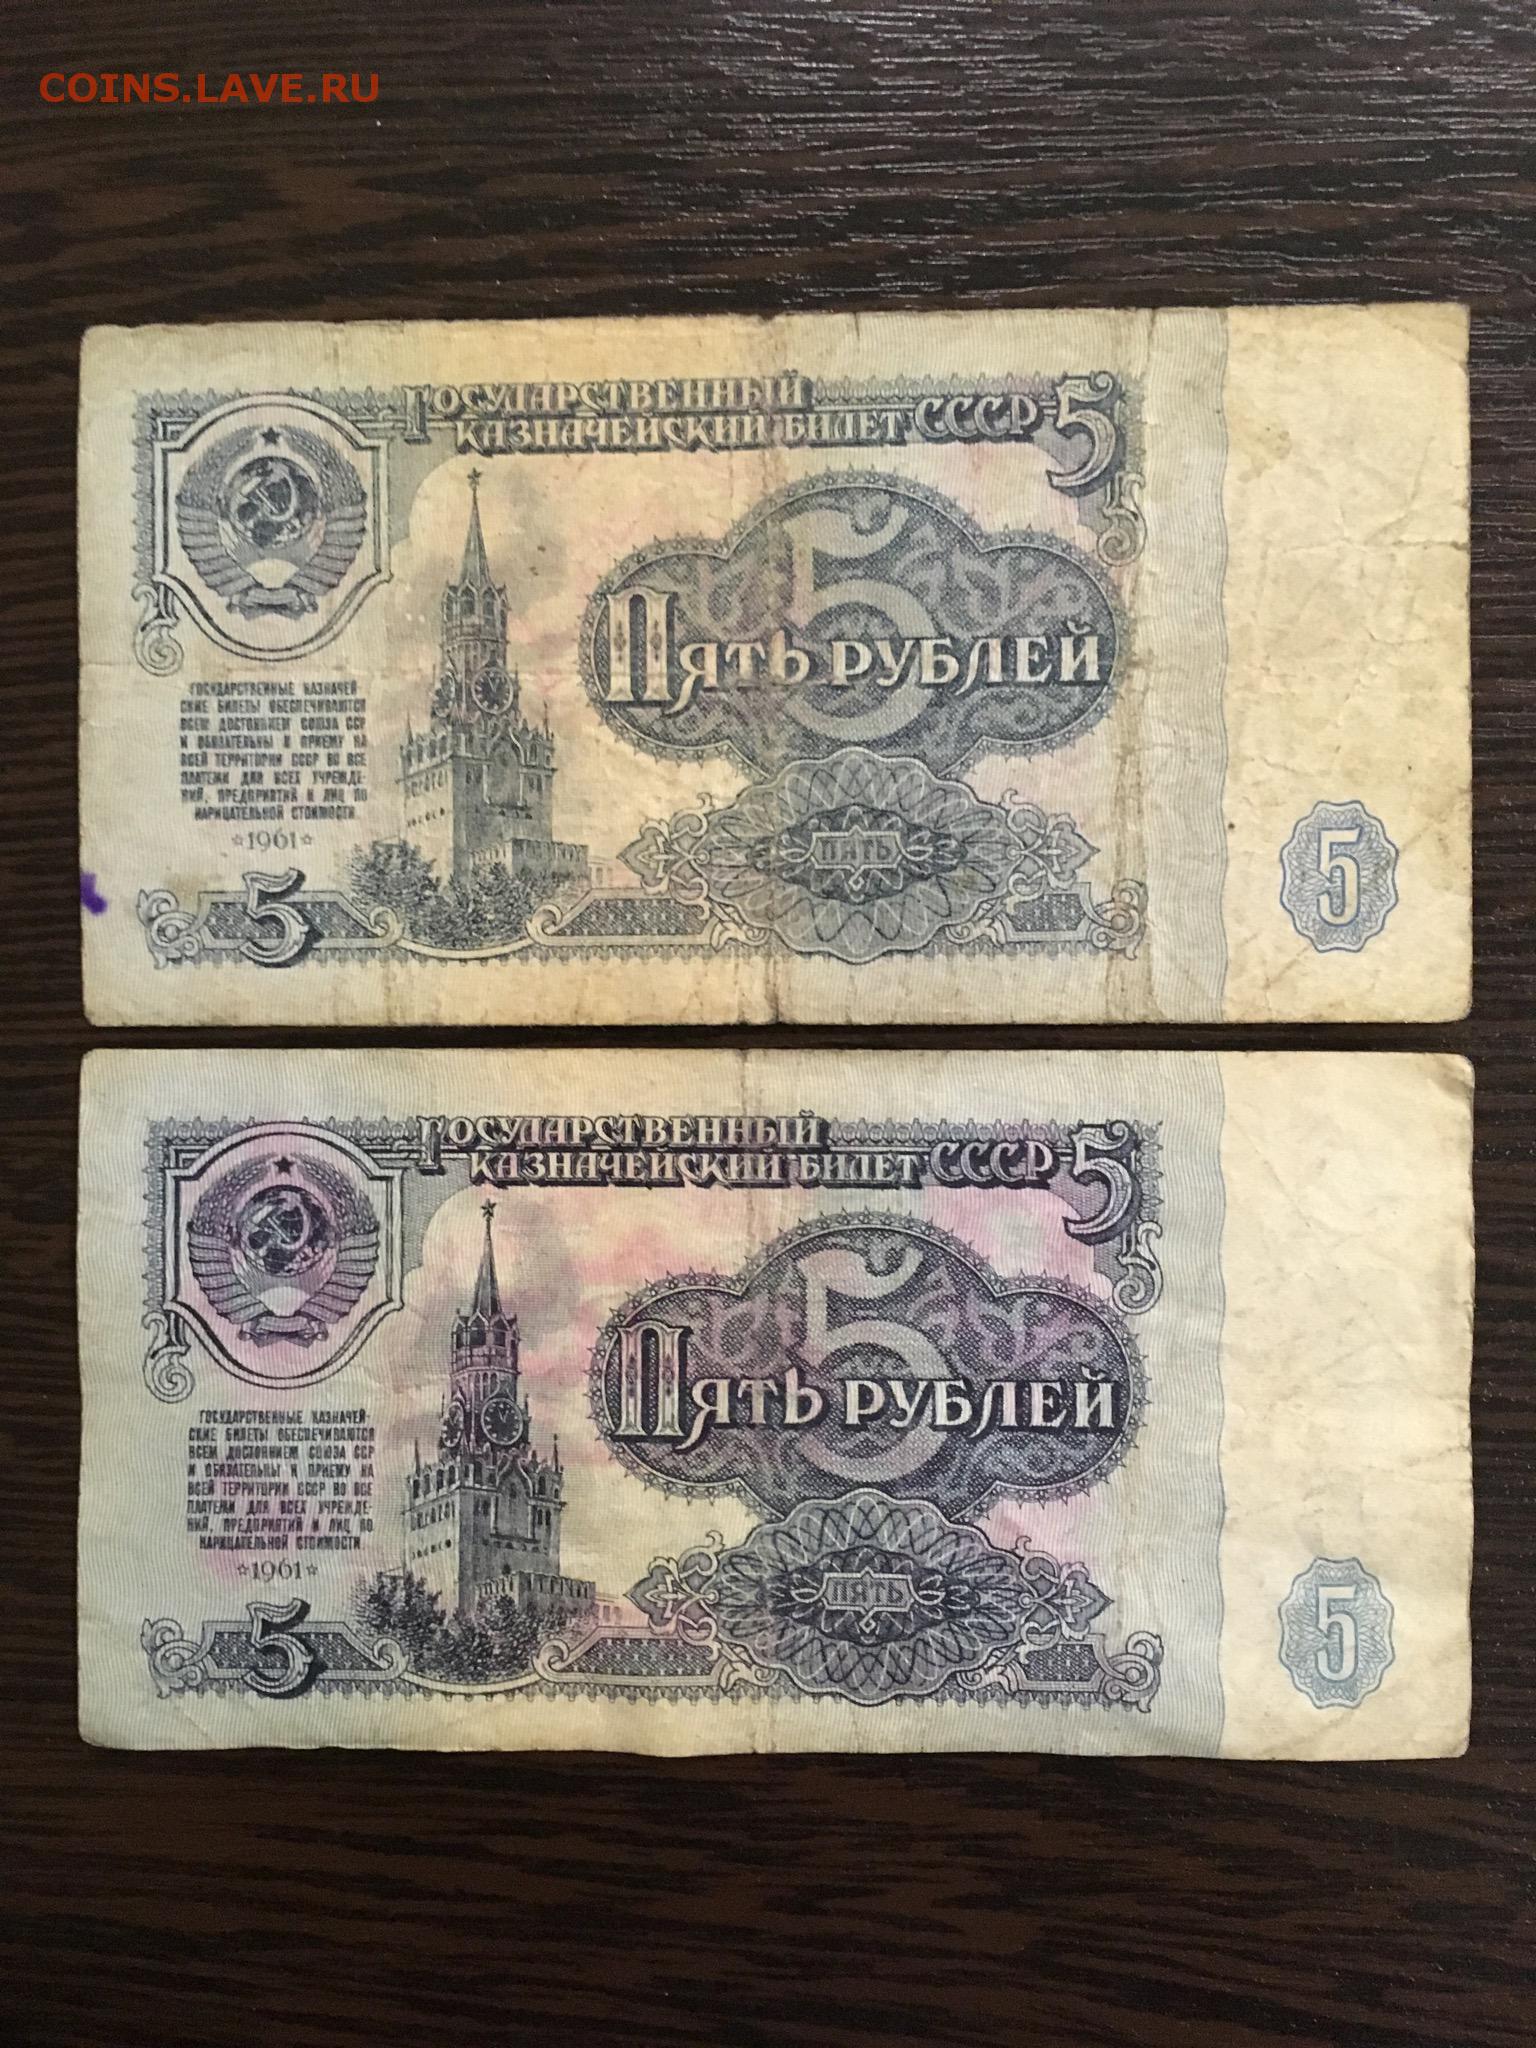 COINS.LAVE.RU
ГОСУДАРСТВЕННЫЙ
КАЗНАЧЕЙСКИЙ БИЛЕТ СССР 5
5
ПЯТЬ РУБЛЕЙ
ГОСУДАРСТВЕННЫЕ КАЗНАЧЕЙ-
СКИЕ БИЛЕТЫ ОБЕСПЕЧИВАЮТСЯ
ВСЕМ ДОСТОЯНИЕМ СОЮЗА ССР
И ОБЯЗАТЕЛЬНЫ К ПРИЕМУ НА
ВСЕЙ ТЕРРИТОРИИ СССР ВО ВСЕ
ПЛАТЕЖИ ДЛЯ ВСЕХ УЧРЕЖДЕ-
НИЙ, ПРЕДПРИЯТИЙ И ЛИЦ ПО
НАРИЦАТЕЛЬНОЙ СТОИМОСТИ.
☆1961☆
ПЯТЬ
5
5
ГОСУДАРСТВЕННЫЙ
КАЗНАЧЕЙСКИЙ БИЛЕТ СССР 5
5
ПЯТЬ РУБЛЕЙ
ГОСУДАРСТВЕННЫЕ КАЗНАЧЕЙ-
СКИЕ БИЛЕТЫ ОБЕСПЕЧИВАЮТСЯ
ВСЕМ ДОСТОЯНИЕМ СОЮЗА ССР
И ОБЯЗАТЕЛЬНЫ К ПРИЕМУ НА
ВСЕЙ ТЕРРИТОРИИ СССР ВО ВСЕ
ПЛАТЕЖИ ДЛЯ ВСЕХ УЧРЕЖДЕ-
НИЙ, ПРЕДПРИЯТИЙ И ЛИЦ ПО
НАРИЦАТЕЛЬНОЙ СТОИМОСТИ.
☆1961☆
ПЯТЬ
5
5